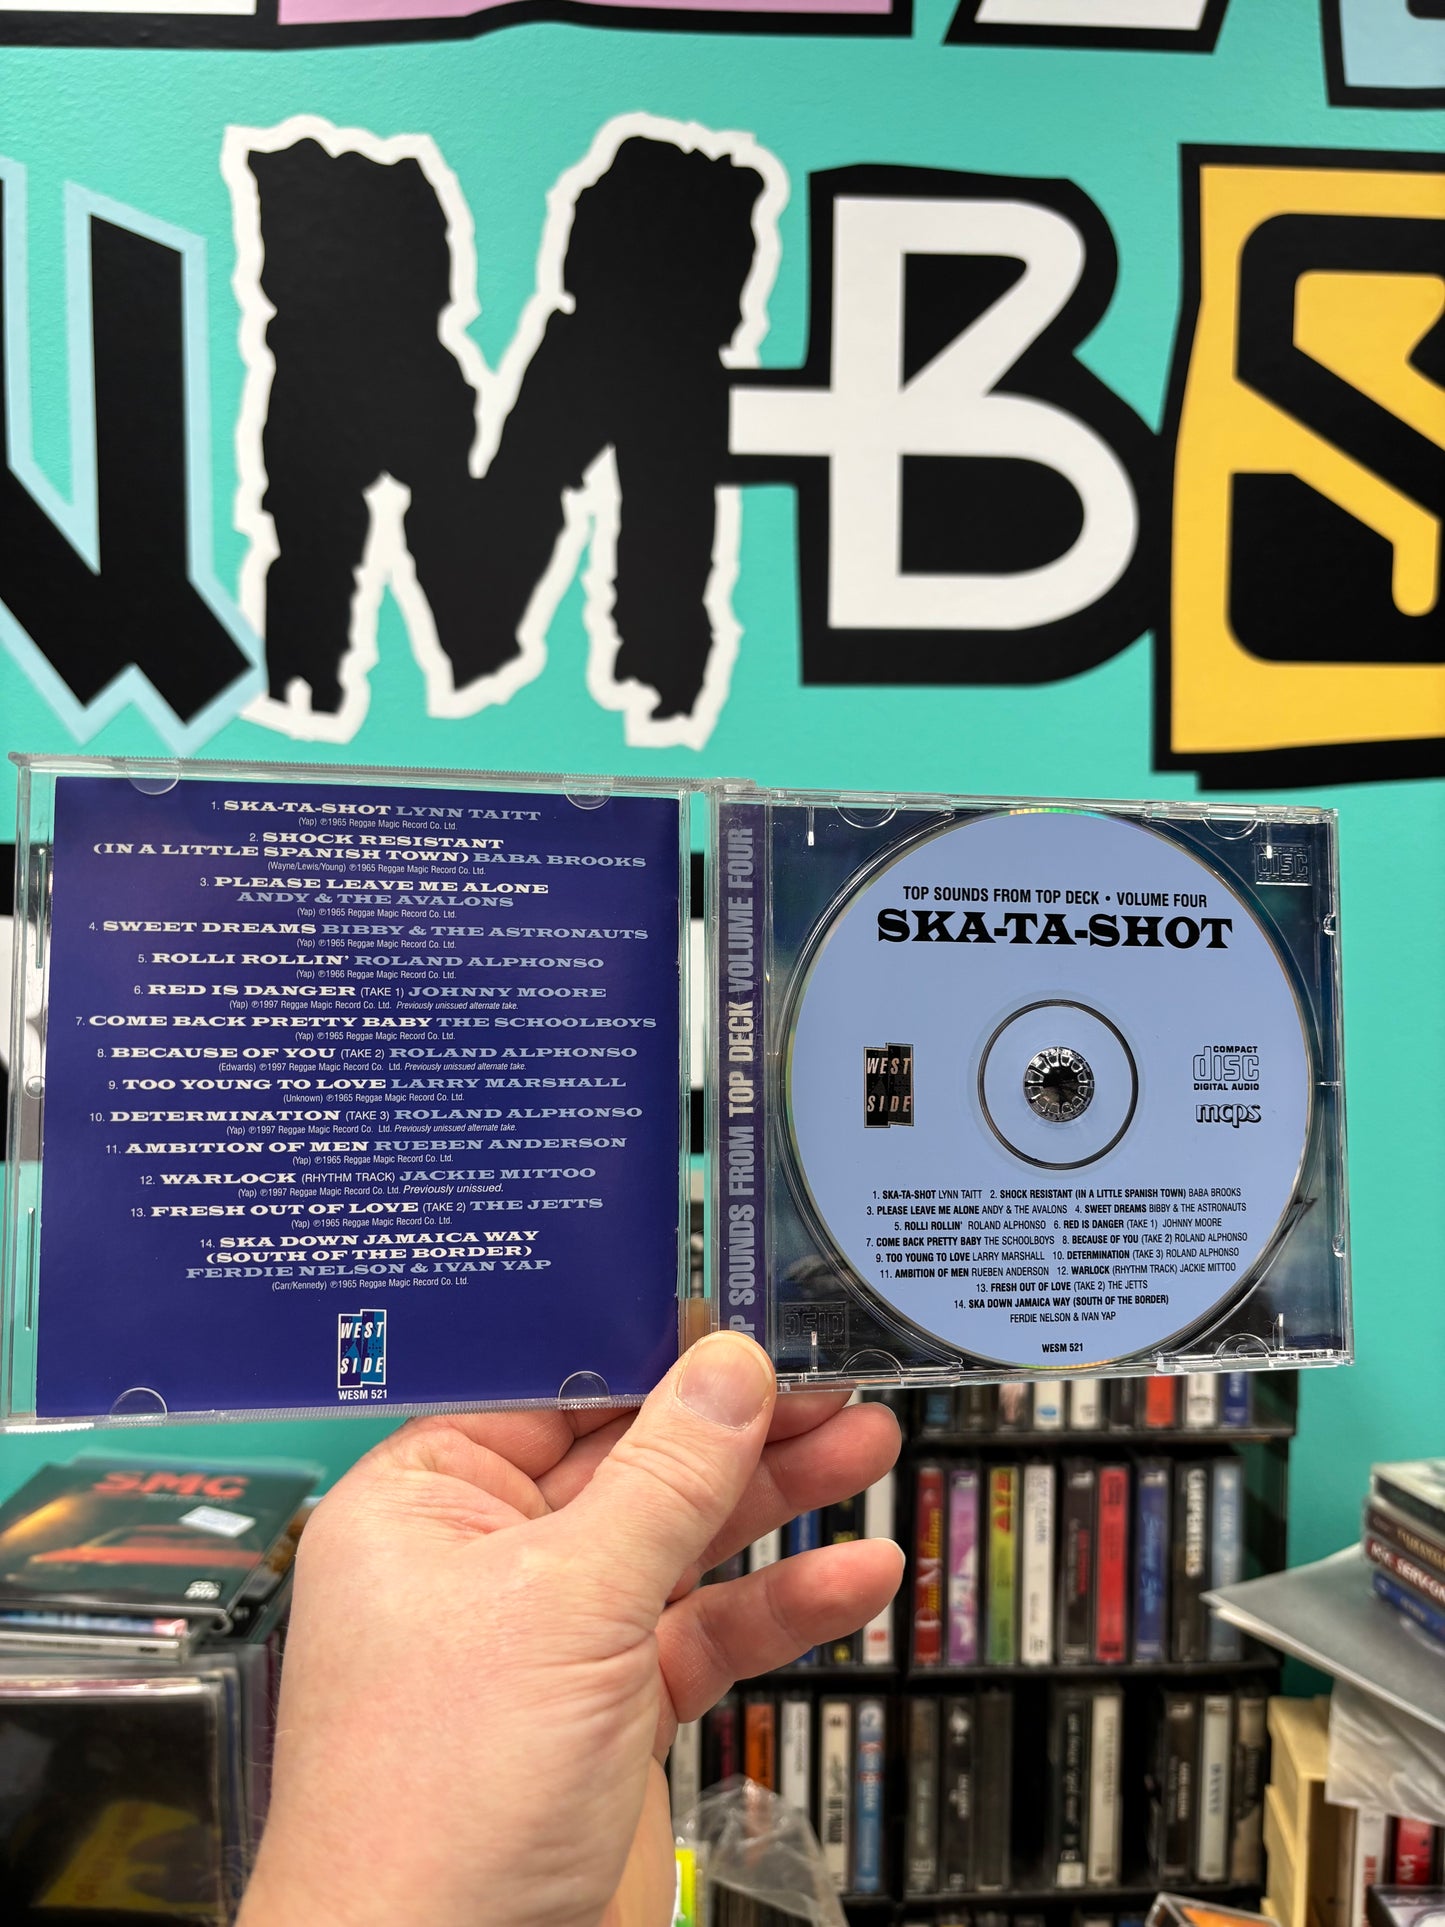 MBS
1. SKA-TA-SHOT LYNN TAITT
(Yap) ℗1965 Reggae Magic Record Co. Ltd.
2. SHOCK RESISTANT
(IN A LITTLE SPANISH TOWN) BABA BROOKS
(Wayne/Lewis/Young) ℗1965 Reggae Magic Record Co. Ltd.
3. PLEASE LEAVE ME ALONE
ANDY & THE AVALONS
(Yap) ℗1965 Reggae Magic Record Co. Ltd.
4. SWEET DREAMS BIBBY & THE ASTRONAUTS
(Yap) ℗1965 Reggae Magic Record Co. Ltd.
5. ROLLI ROLLIN' ROLAND ALPHONSO
(Yap) ℗1966 Reggae Magic Record Co. Ltd.
6. RED IS DANGER (TAKE 1) JOHNNY MOORE
(Yap) ℗1997 Reggae Magic Record Co. Ltd. Previously unissued alternate take.
7. COME BACK PRETTY BABY THE SCHOOLBOYS
(Yap) ℗1965 Reggae Magic Record Co. Ltd.
8. BECAUSE OF YOU (TAKE 2) ROLAND ALPHONSO
(Edwards) ℗1997 Reggae Magic Record Co. Ltd. Previously unissued alternate take.
9. TOO YOUNG TO LOVE LARRY MARSHALL
(Unknown) ℗1965 Reggae Magic Record Co. Ltd.
10. DETERMINATION (TAKE 3) ROLAND ALPHONSO
(Yap) ℗1997 Reggae Magic Record Co. Ltd. Previously unissued alternate take.
11. AMBITION OF MEN RUEBEN ANDERSON
(Yap) ℗1965 Reggae Magic Record Co. Ltd.
12. WARLOCK (RHYTHM TRACK) JACKIE MITTOO
(Yap) ℗1997 Reggae Magic Record Co. Ltd. Previously unissued.
13. FRESH OUT OF LOVE (TAKE 2) THE JETTS
(Yap) ℗1965 Reggae Magic Record Co. Ltd.
14. SKA DOWN JAMAICA WAY
(SOUTH OF THE BORDER)
FERDIE NELSON & IVAN YAP
(Carr/Kennedy) ℗1965 Reggae Magic Record Co. Ltd.
WEST
SIDE
WESM 521
SOUNDS FROM TOP DECK VOLUME FOUR
TOP SOUNDS FROM TOP DECK • VOLUME FOUR
SKA-TA-SHOT
WEST
SIDE
COMPACT
disc
DIGITAL AUDIO
mcps
1. SKA-TA-SHOT LYNN TAITT 2. SHOCK RESISTANT (IN A LITTLE SPANISH TOWN) BABA BROOKS
3. PLEASE LEAVE ME ALONE ANDY & THE AVALONS 4. SWEET DREAMS BIBBY & THE ASTRONAUTS
5. ROLLI ROLLIN' ROLAND ALPHONSO 6. RED IS DANGER (TAKE 1) JOHNNY MOORE
7. COME BACK PRETTY BABY THE SCHOOLBOYS 8. BECAUSE OF YOU (TAKE 2) ROLAND ALPHONSO
9. TOO YOUNG TO LOVE LARRY MARSHALL 10. DETERMINATION (TAKE 3) ROLAND ALPHONSO
11. AMBITION OF MEN RUEBEN ANDERSON 12. WARLOCK (RHYTHM TRACK) JACKIE MITTOO
13. FRESH OUT OF LOVE (TAKE 2) THE JETTS
14. SKA DOWN JAMAICA WAY (SOUTH OF THE BORDER)
FERDIE NELSON & IVAN YAP
WESM 521
disc
SMC
CARPENTERS